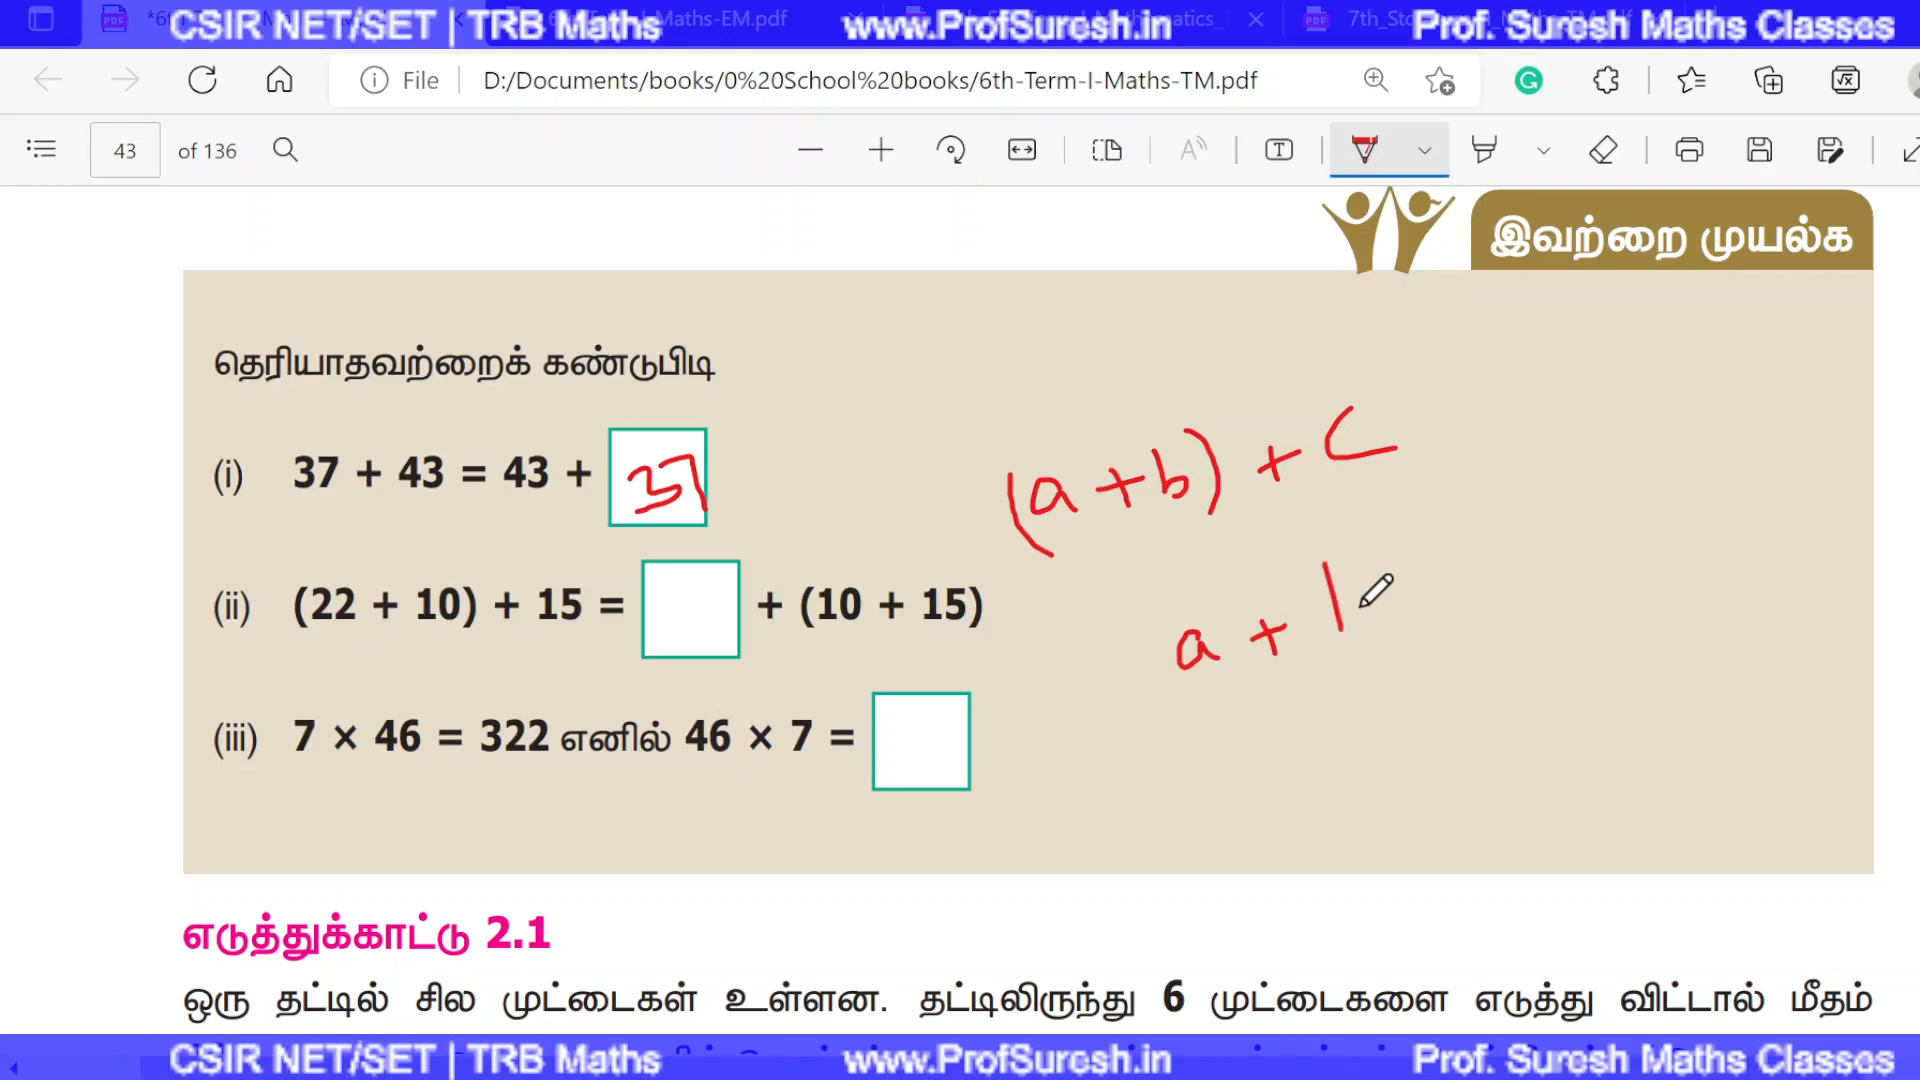 CSIR NET/SET | TRB Maths www.ProfSuresh.in Prof. Suresh Maths Classes
File D:/Documents/books/0%20School%20books/6th-Term-I-Maths-TM.pdf
43 of 136
இவற்றை முயல்க
தெரியாதவற்றைக் கண்டுபிடி
(i) 37 + 43 = 43 + 37
(a + b) + c
(ii) (22 + 10) + 15 = + (10 + 15)
a +
(iii) 7 × 46 = 322 எனில் 46 × 7 =
எடுத்துக்காட்டு 2.1
ஒரு தட்டில் சில முட்டைகள் உள்ளன. தட்டிலிருந்து 6 முட்டைகளை எடுத்து விட்டால் மீதம்
CSIR NET/SET | TRB Maths www.ProfSuresh.in Prof. Suresh Maths Classes